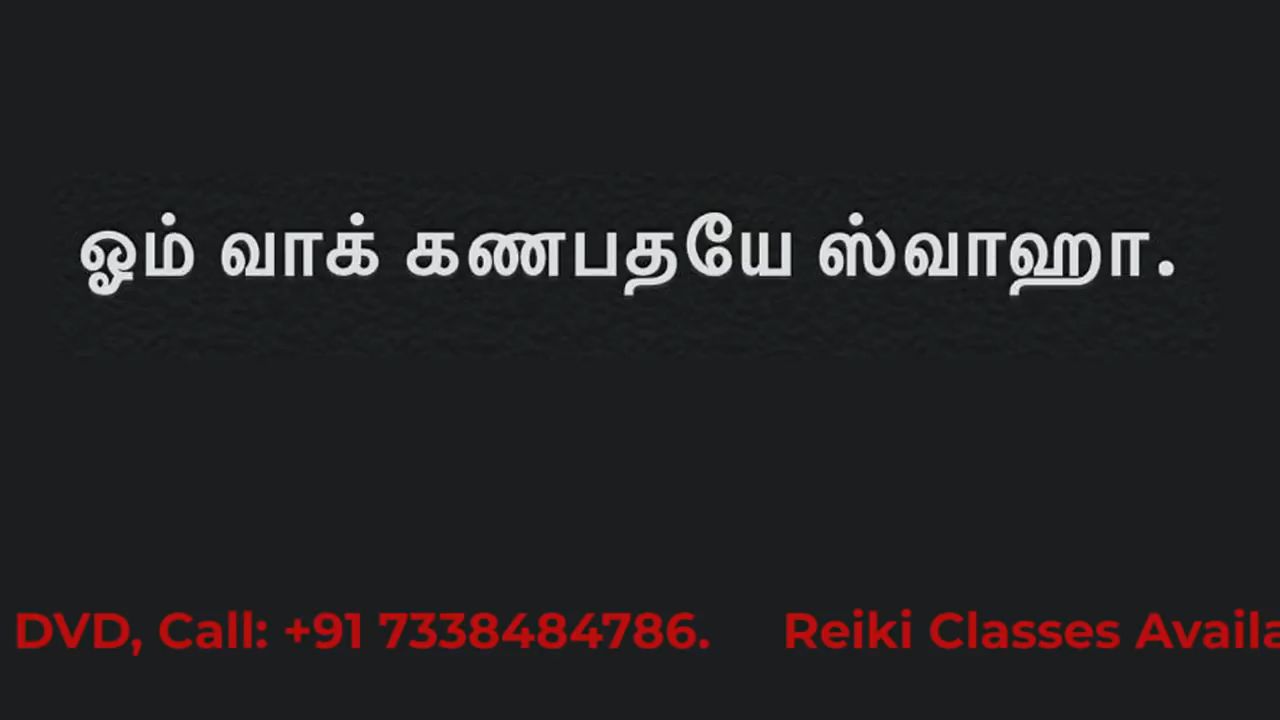 ஓம் வாக் கணபதயே ஸ்வாஹா.
DVD, Call: +91 7338484786. Reiki Classes